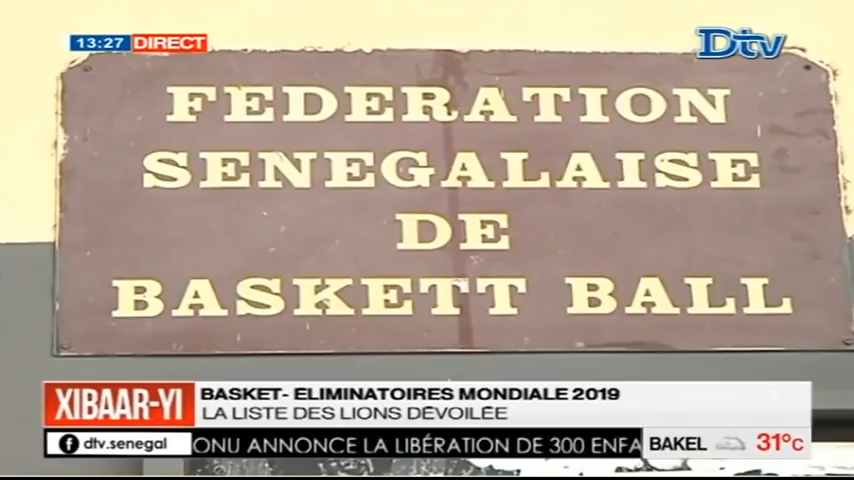 13:27 DIRECT
Dtv
FEDERATION
SENEGALAISE
DE
BASKETT BALL
XIBAAR-YI
BASKET- ELIMINATOIRES MONDIALE 2019
LA LISTE DES LIONS DÉVOILÉE
dtv.senegal
ONU ANNONCE LA LIBÉRATION DE 300 ENFA
BAKEL 31°C